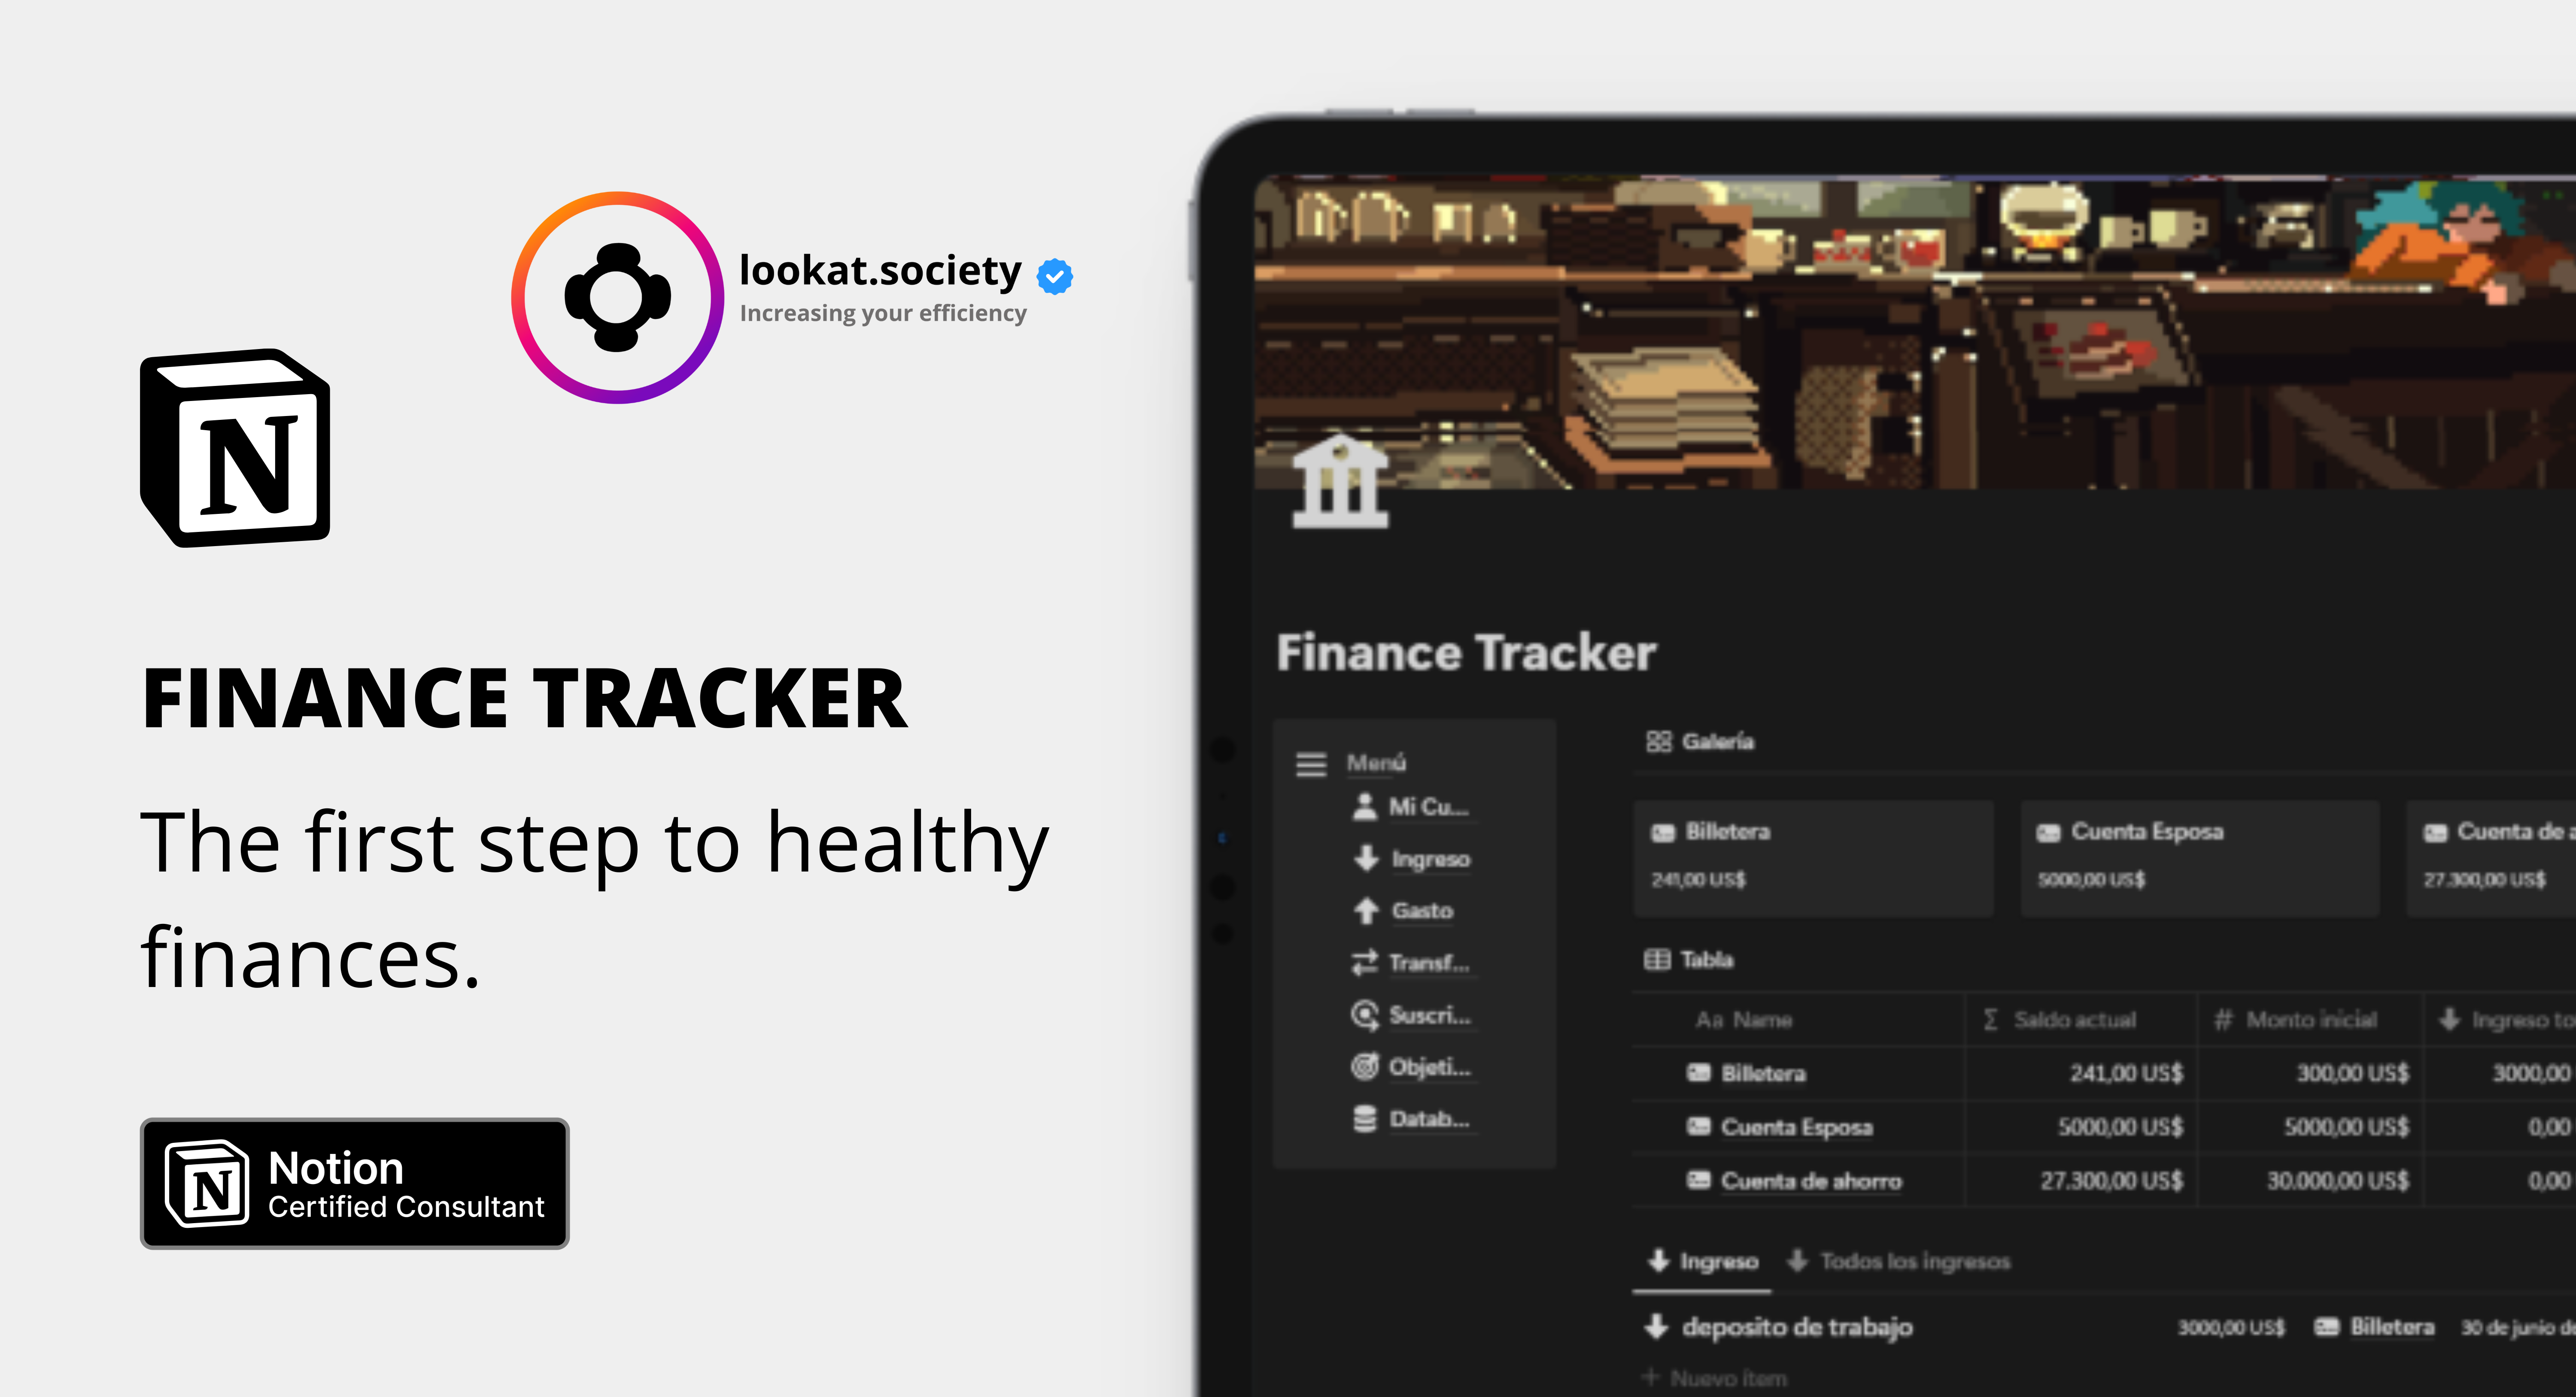 lookat.society
Increasing your efficiency
N
FINANCE TRACKER
The first step to healthy
finances.
N
Notion
Certified Consultant
Finance Tracker
Menú
Mi Cu...
Ingreso
Gasto
Transf...
Suscri...
Objeti...
Datab...
Galería
Billetera
241,00 US$
Cuenta Esposa
5000,00 US$
Cuenta de a
27.300,00 US$
Tabla
Aa Name Σ Saldo actual # Monto inicial Ingreso to
Billetera 241,00 US$ 300,00 US$ 3000,00
Cuenta Esposa 5000,00 US$ 5000,00 US$ 0,00
Cuenta de ahorro 27.300,00 US$ 30.000,00 US$ 0,00
Ingreso Todos los ingresos
deposito de trabajo 3000,00 US$ Billetera 30 de junio de
+ Nuevo ítem